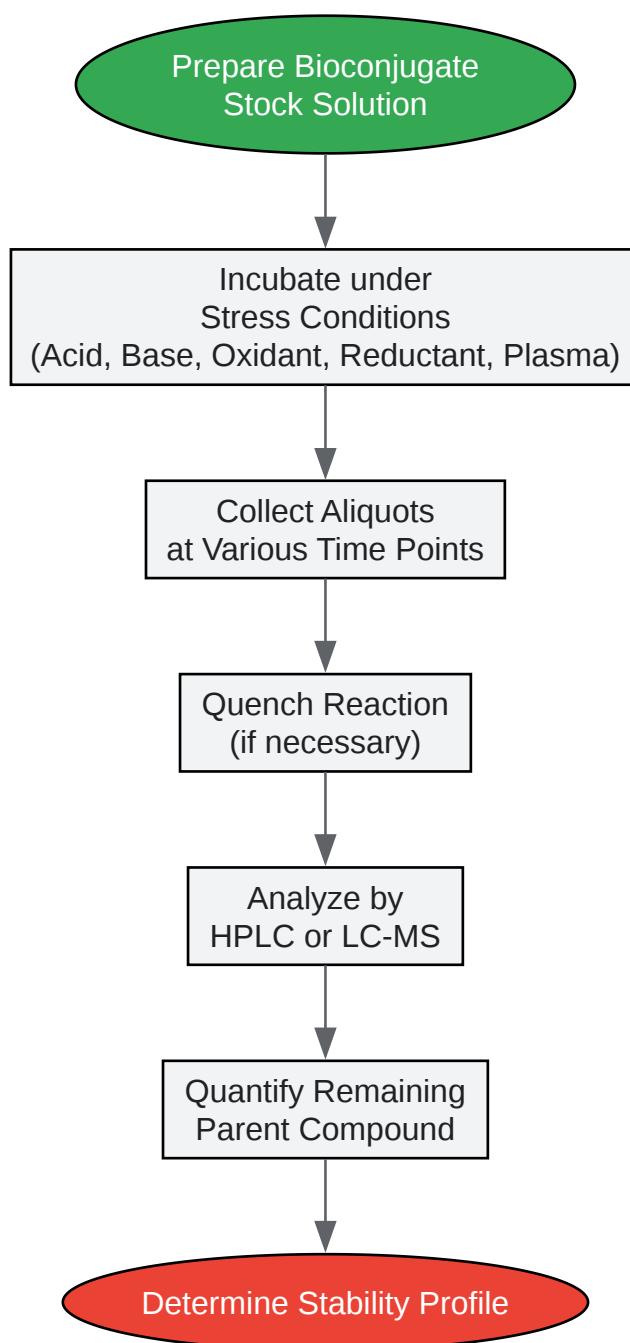 Prepare Bioconjugate
Stock Solution
Incubate under
Stress Conditions
(Acid, Base, Oxidant, Reductant, Plasma)
Collect Aliquots
at Various Time Points
Quench Reaction
(if necessary)
Analyze by
HPLC or LC-MS
Quantify Remaining
Parent Compound
Determine Stability Profile